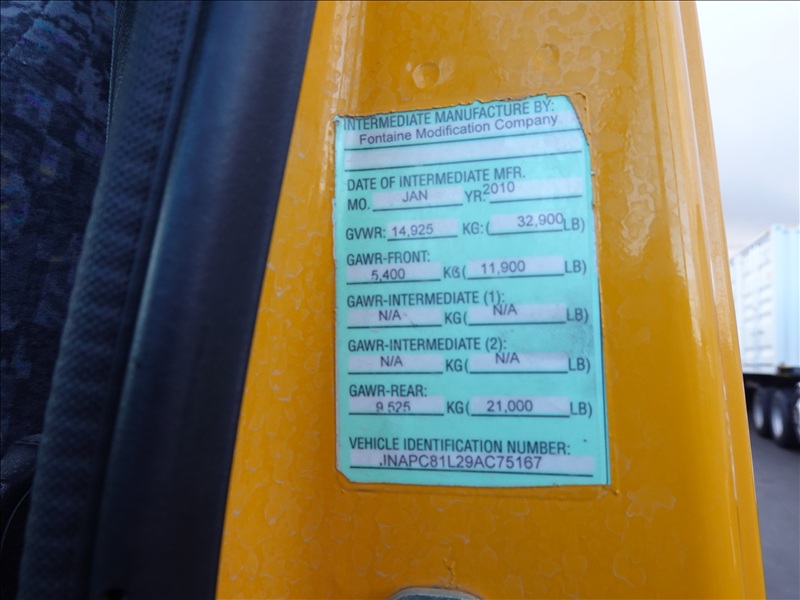 INTERMEDIATE MANUFACTURE BY:
Fontaine Modification Company
DATE OF INTERMEDIATE MFR.
MO. JAN YR. 2010
GVWR: 14,925 KG: ( 32,900 LB)
GAWR-FRONT:
5,400 KG ( 11,900 LB)
GAWR-INTERMEDIATE (1):
N/A KG ( N/A LB)
GAWR-INTERMEDIATE (2):
N/A KG ( N/A LB)
GAWR-REAR:
9,525 KG ( 21,000 LB)
VEHICLE IDENTIFICATION NUMBER:
JNAPC81L29AC75167